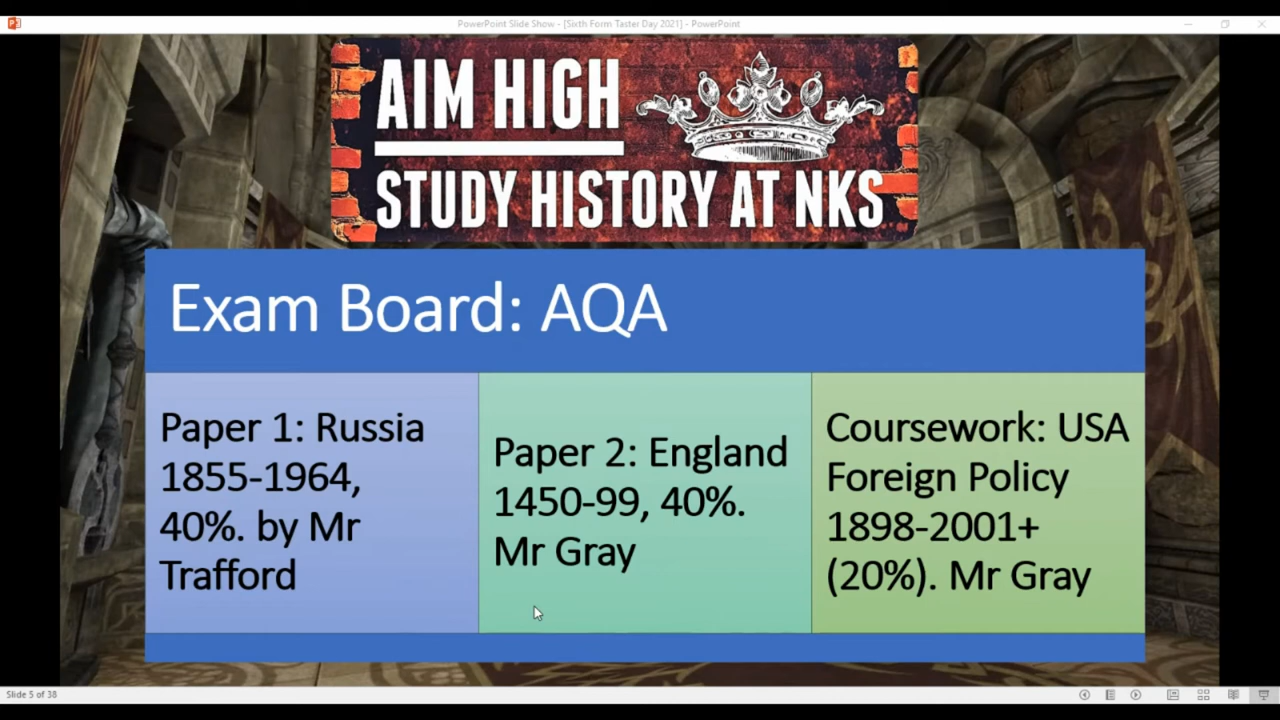 PowerPoint Slide Show - [Sixth Form Taster Day 2021] - PowerPoint
AIM HIGH
STUDY HISTORY AT NKS
Exam Board: AQA
Paper 1: Russia
1855-1964,
40%. by Mr
Trafford
Paper 2: England
1450-99, 40%.
Mr Gray
Coursework: USA
Foreign Policy
1898-2001+
(20%). Mr Gray
Slide 5 of 38